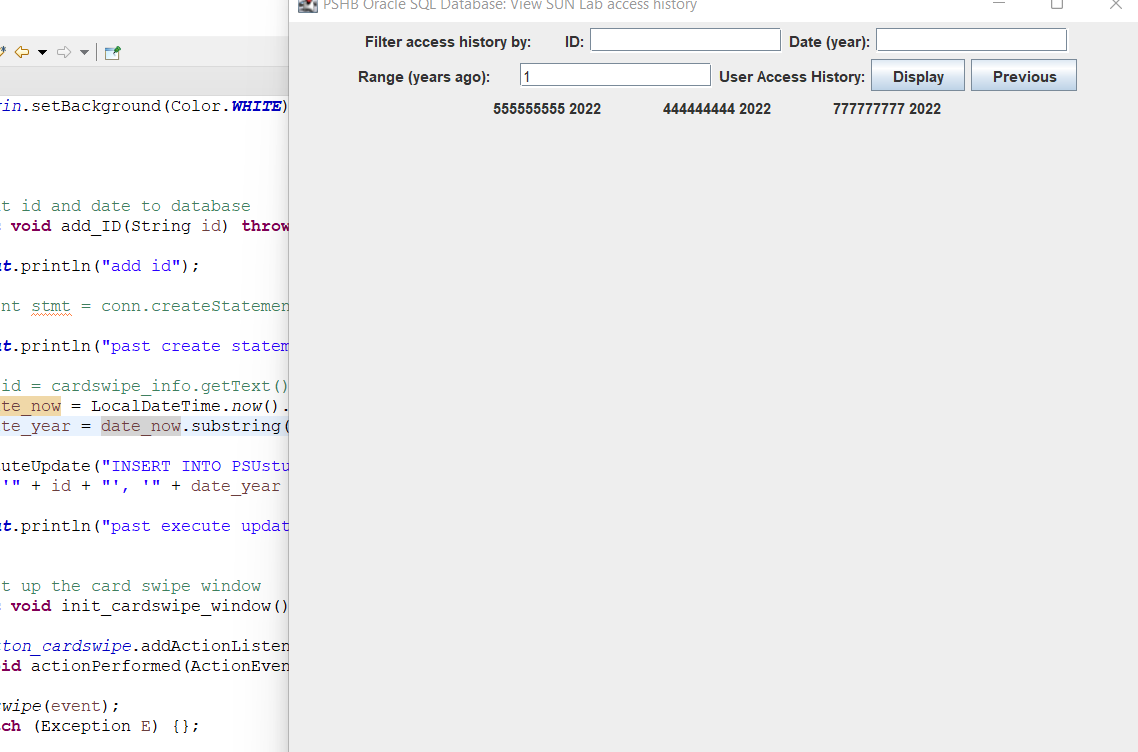 PSHB Oracle SQL Database: View SUN Lab access history
Filter access history by: ID: Date (year):
Range (years ago): 1 User Access History: Display Previous
555555555 2022 444444444 2022 777777777 2022
in.setBackground(Color.WHITE)
t id and date to database
void add_ID(String id) throw
t.println("add id");
nt stmt = conn.createStatemen
t.println("past create statem
id = cardswipe_info.getText()
te_now = LocalDateTime.now().
te_year = date_now.substring(
uteUpdate("INSERT INTO PSUstu
'" + id + "', '" + date_year
t.println("past execute updat
t up the card swipe window
void init_cardswipe_window()
ton_cardswipe.addActionListen
id actionPerformed(ActionEven
wipe(event);
ch (Exception E) {};